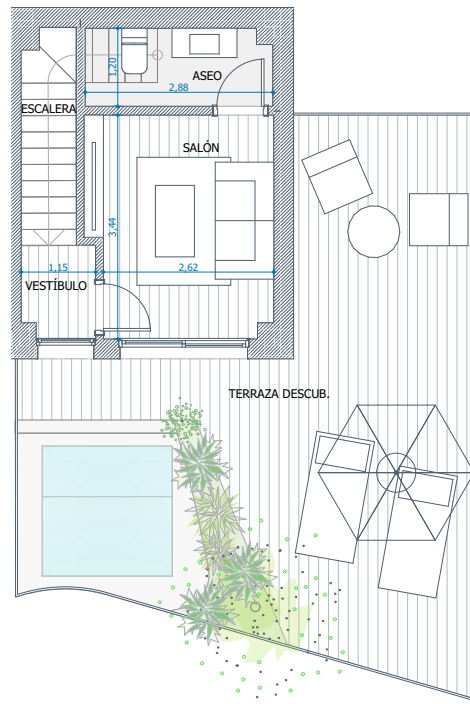 ASEO
1,20
2,88
ESCALERA
SALÓN
3,44
1,15
2,62
VESTÍBULO
TERRAZA DESCUB.